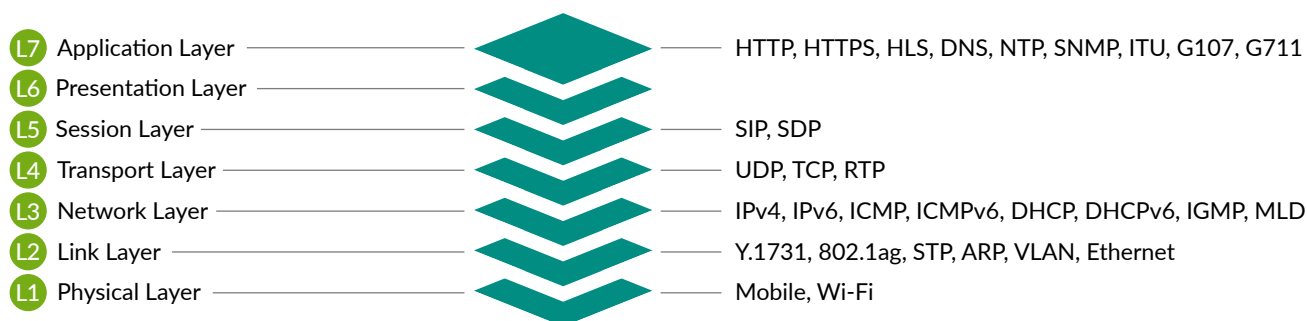 L7 Application Layer HTTP, HTTPS, HLS, DNS, NTP, SNMP, ITU, G107, G711
L6 Presentation Layer
L5 Session Layer SIP, SDP
L4 Transport Layer UDP, TCP, RTP
L3 Network Layer IPv4, IPv6, ICMP, ICMPv6, DHCP, DHCPv6, IGMP, MLD
L2 Link Layer Y.1731, 802.1ag, STP, ARP, VLAN, Ethernet
L1 Physical Layer Mobile, Wi-Fi